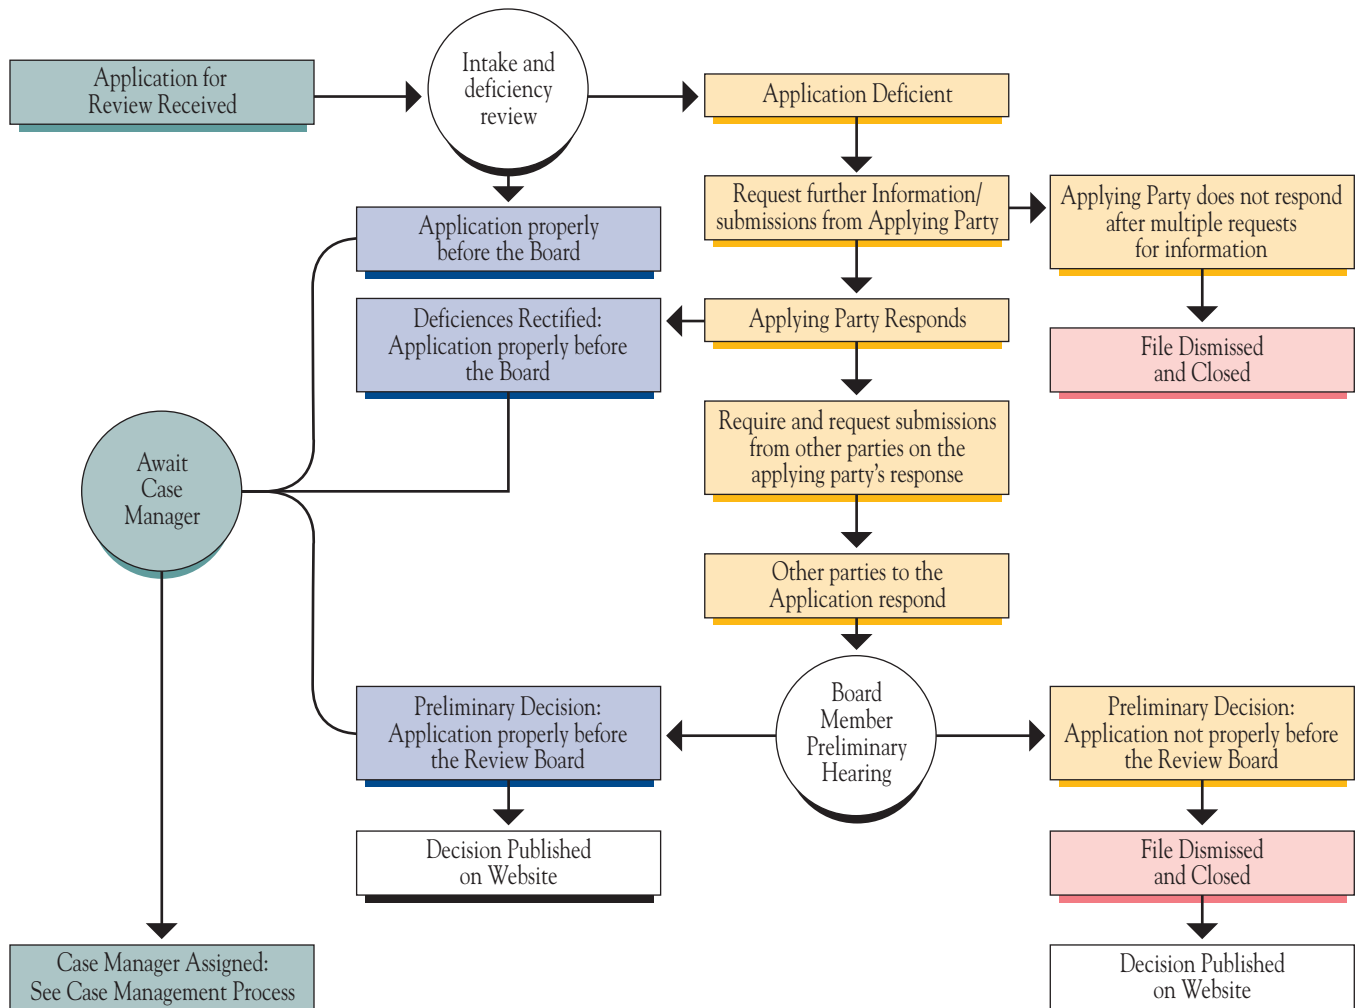 Application for
Review Received
Intake and
deficiency
review
Application Deficient
Application properly
before the Board
Request further Information/
submissions from Applying Party
Applying Party does not respond
after multiple requests
for information
Deficiences Rectified:
Application properly before
the Board
Applying Party Responds
File Dismissed
and Closed
Require and request submissions
from other parties on the
applying party's response
Await
Case
Manager
Other parties to the
Application respond
Preliminary Decision:
Application properly before
the Review Board
Board
Member
Preliminary
Hearing
Preliminary Decision:
Application not properly before
the Review Board
Decision Published
on Website
File Dismissed
and Closed
Case Manager Assigned:
See Case Management Process
Decision Published
on Website